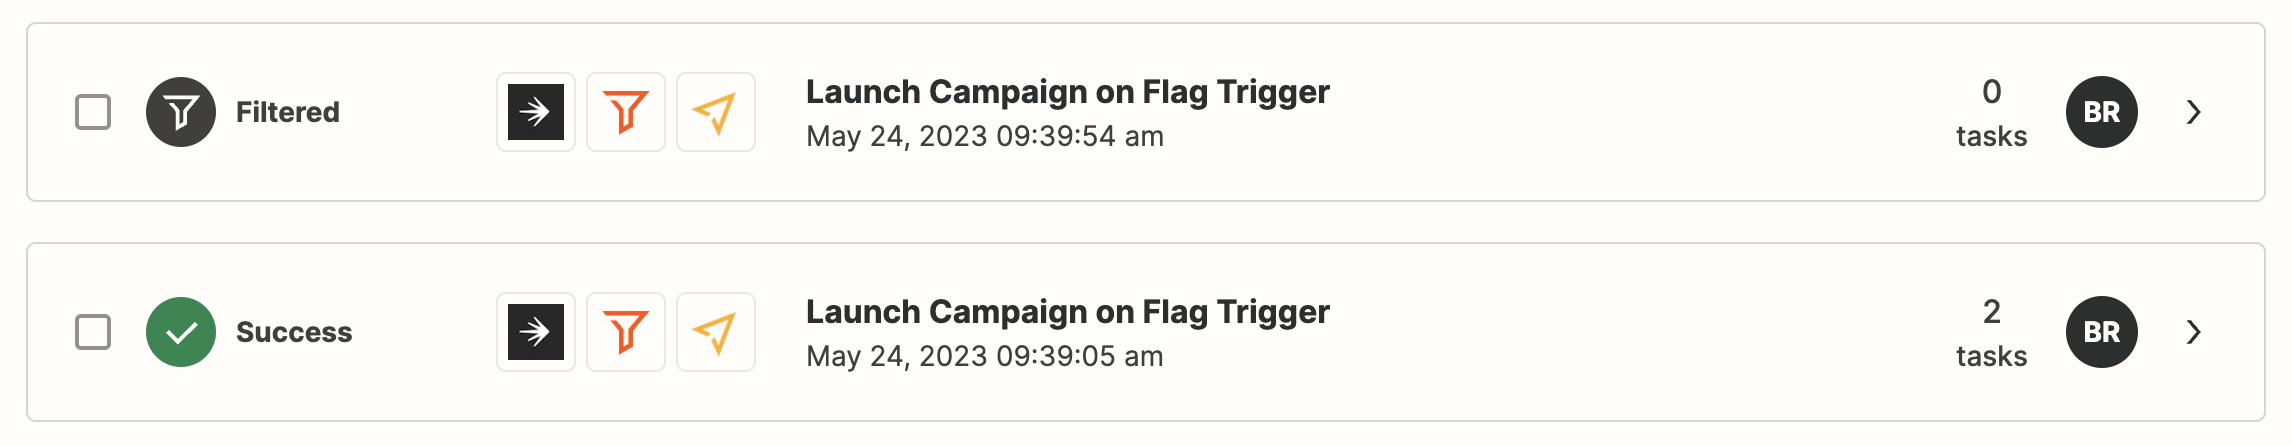 Filtered
Launch Campaign on Flag Trigger
May 24, 2023 09:39:54 am
0
tasks
BR
Success
Launch Campaign on Flag Trigger
May 24, 2023 09:39:05 am
2
tasks
BR